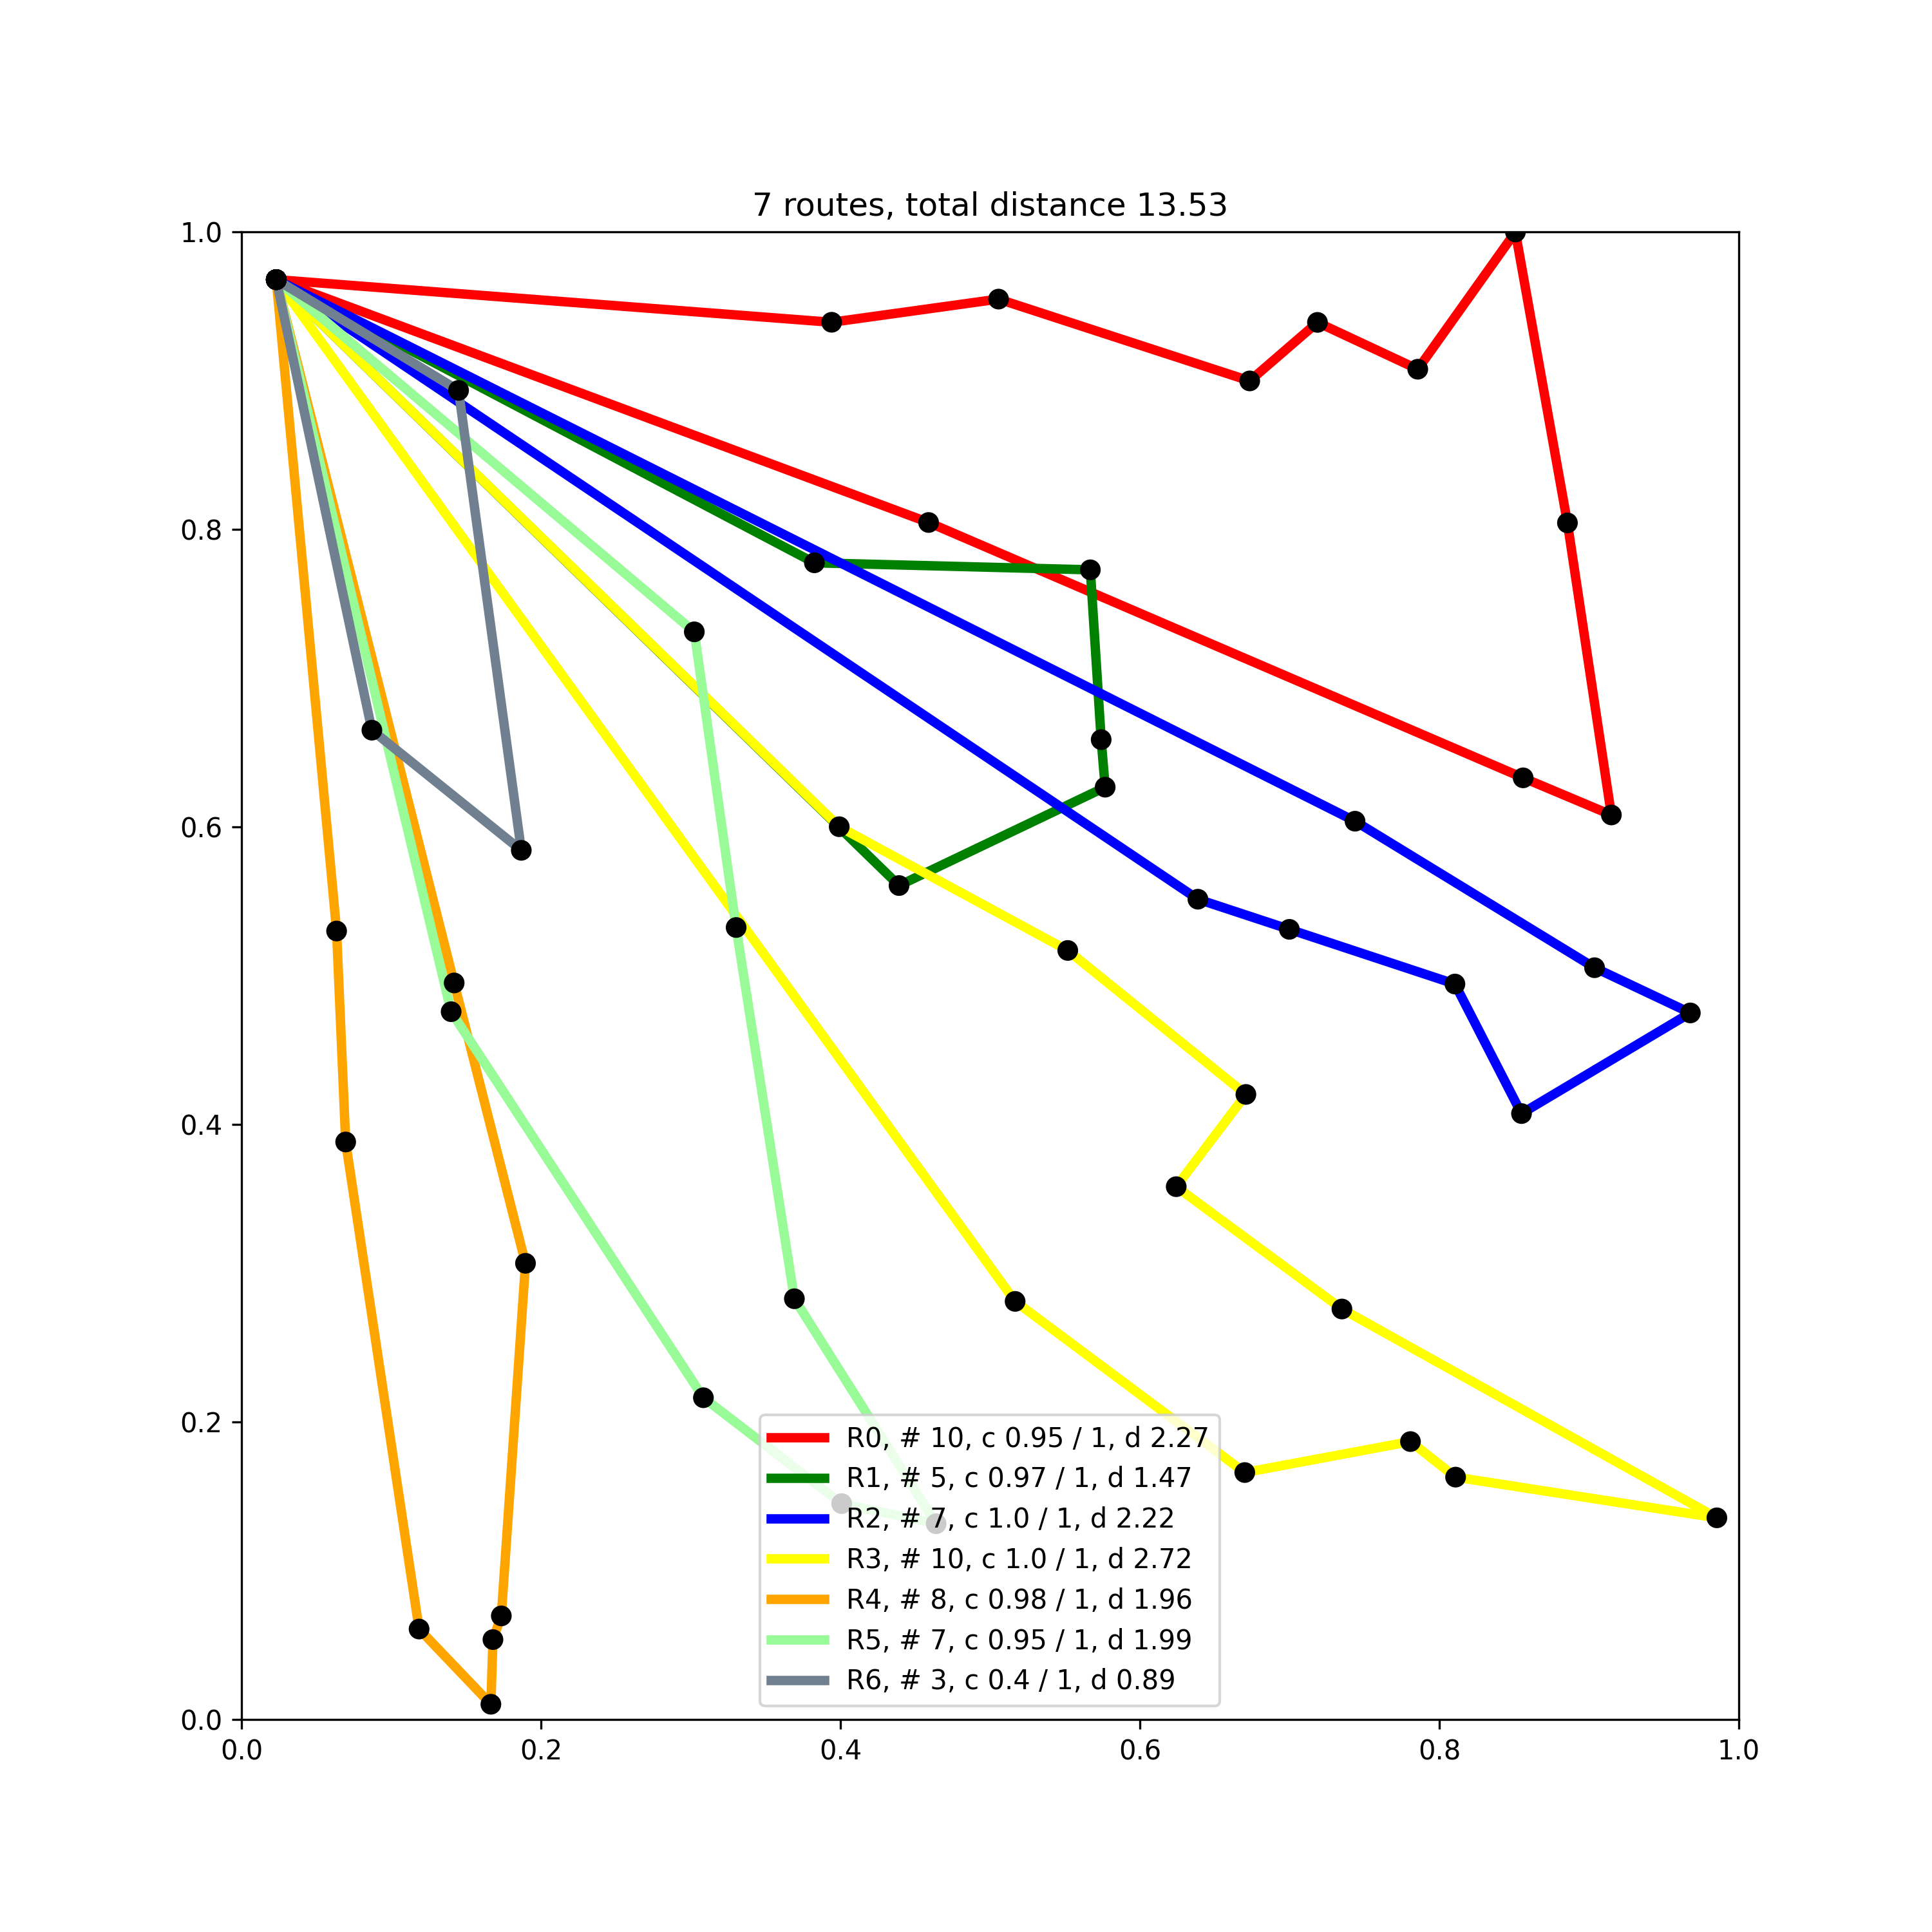 7 routes, total distance 13.53
1.0
0.8
0.6
0.4
0.2
0.0
R0, # 10, c 0.95 / 1, d 2.27
R1, # 5, c 0.97 / 1, d 1.47
R2, # 7, c 1.0 / 1, d 2.22
R3, # 10, c 1.0 / 1, d 2.72
R4, # 8, c 0.98 / 1, d 1.96
R5, # 7, c 0.95 / 1, d 1.99
R6, # 3, c 0.4 / 1, d 0.89
0.0 0.2 0.4 0.6 0.8 1.0